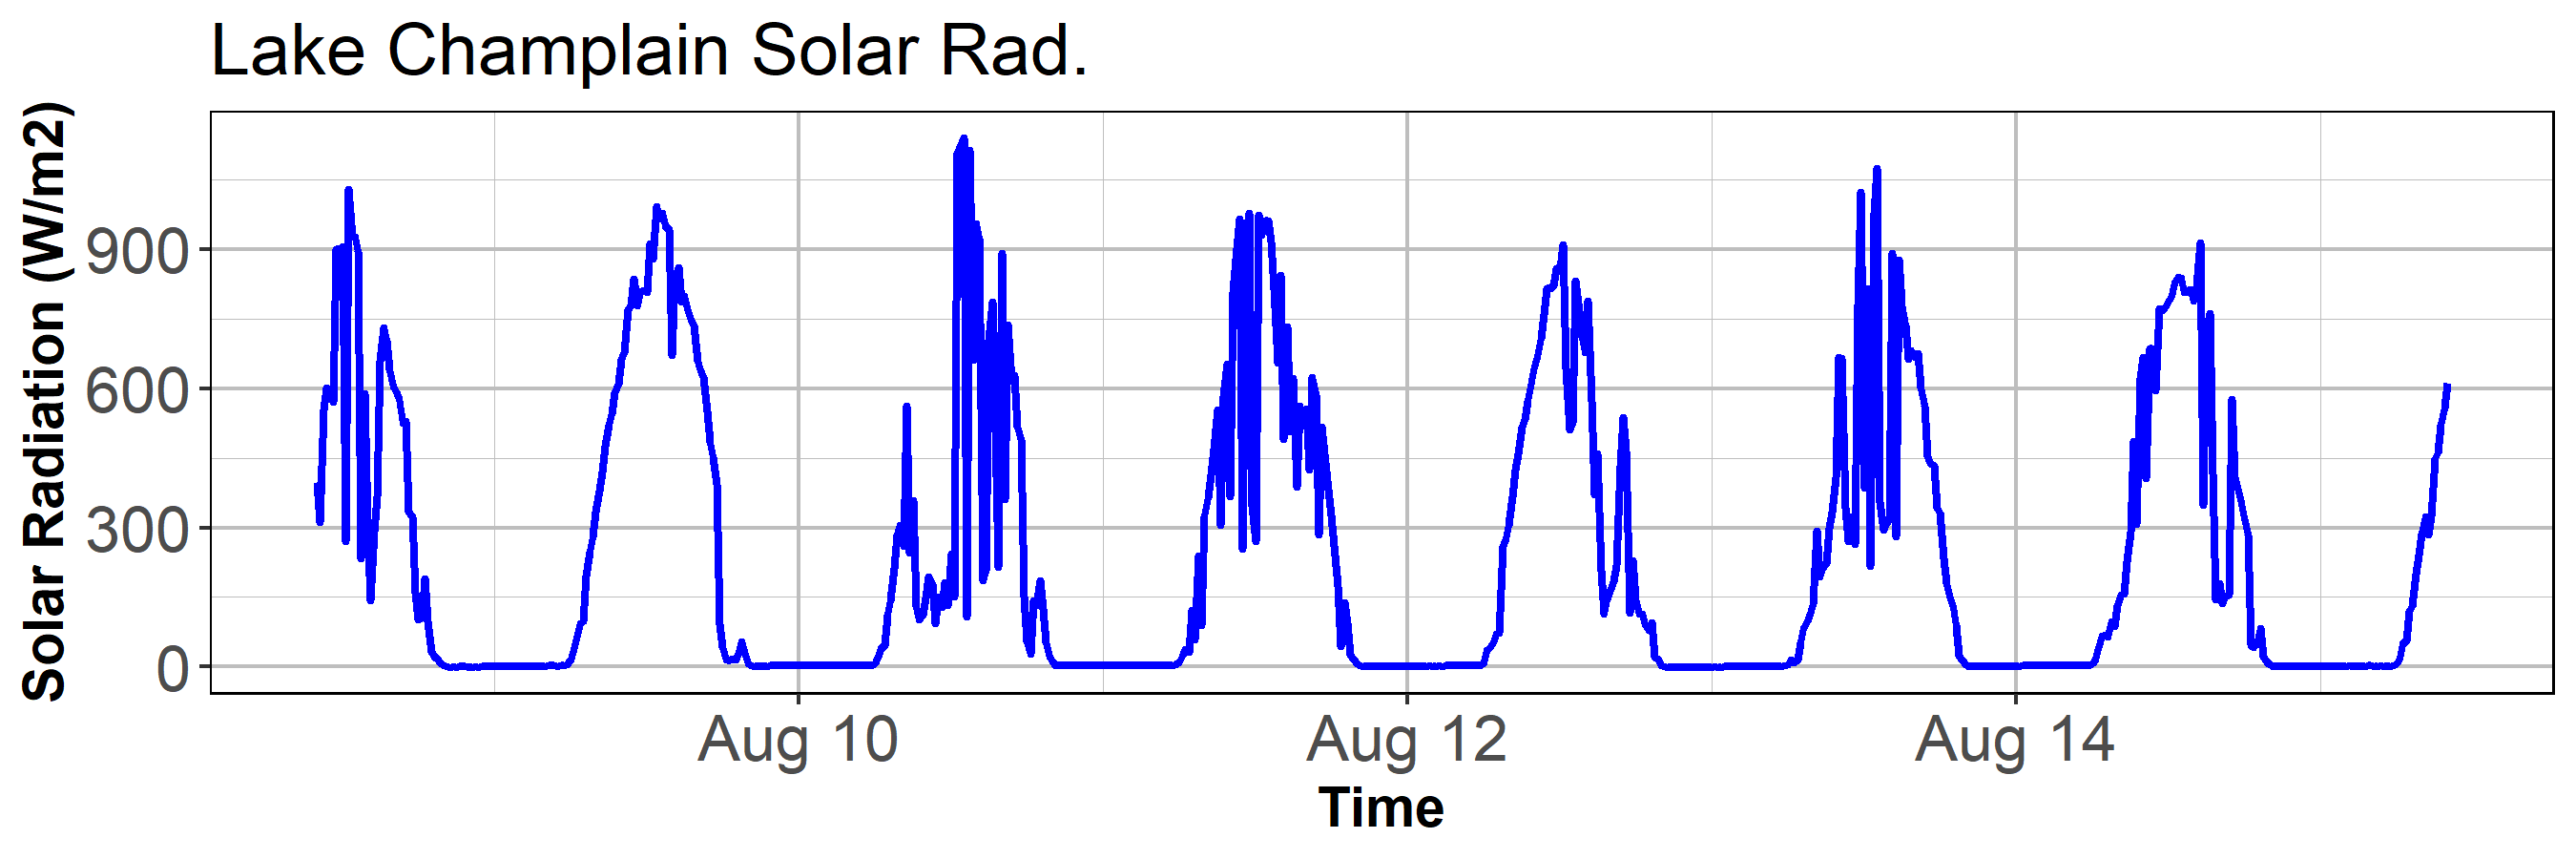 Lake Champlain Solar Rad.
Solar Radiation (W/m2)
900
600
300
0
Aug 10 Aug 12 Aug 14
Time